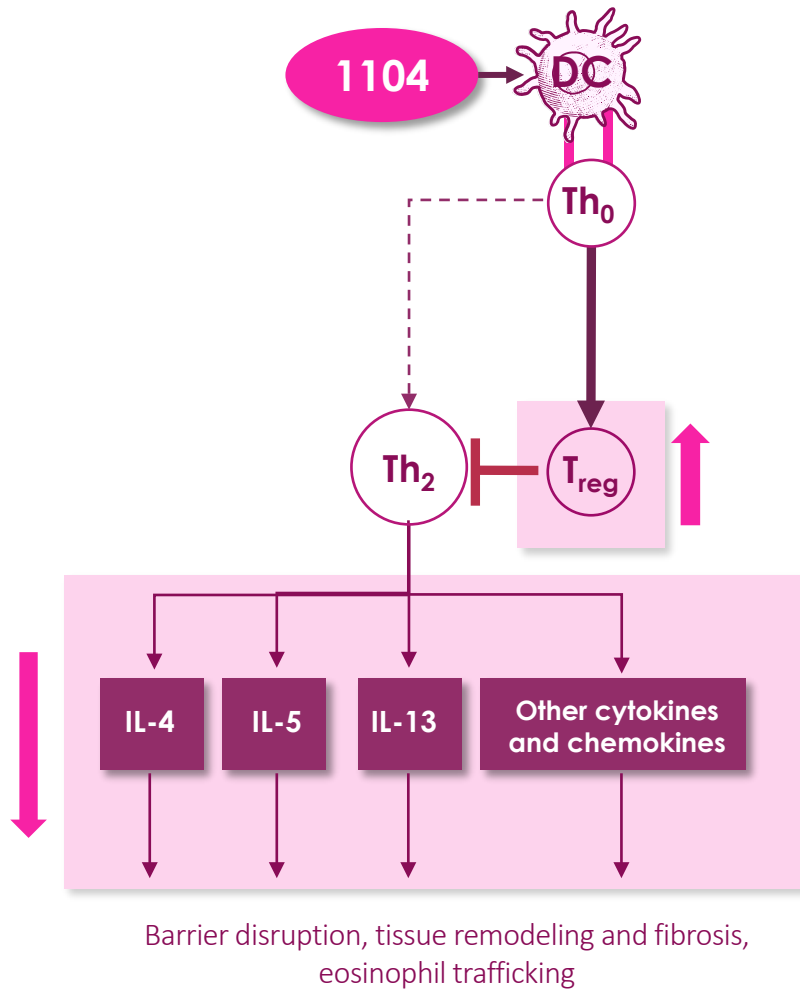 1104
DC
Th0
Th2
Treg
IL-4
IL-5
IL-13
Other cytokines
and chemokines
Barrier disruption, tissue remodeling and fibrosis,
eosinophil trafficking